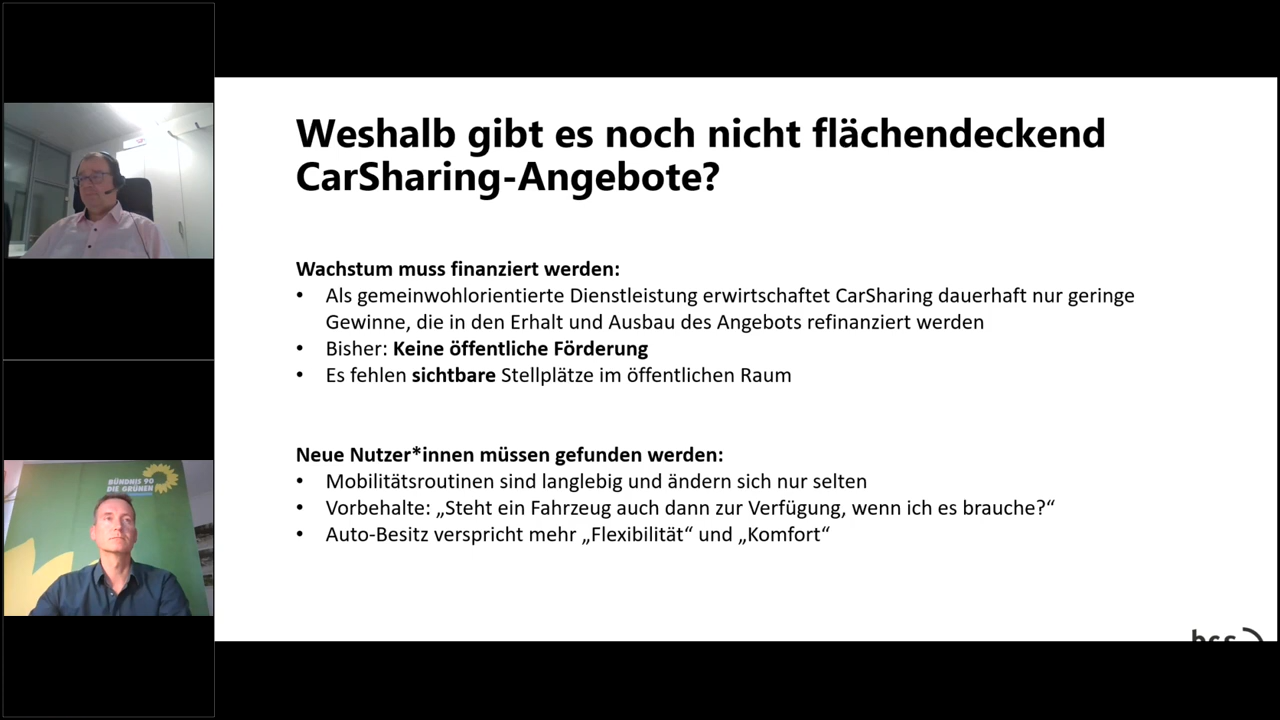 Weshalb gibt es noch nicht flächendeckend
CarSharing-Angebote?
Wachstum muss finanziert werden:
• Als gemeinwohlorientierte Dienstleistung erwirtschaftet CarSharing dauerhaft nur geringe
Gewinne, die in den Erhalt und Ausbau des Angebots refinanziert werden
• Bisher: Keine öffentliche Förderung
• Es fehlen sichtbare Stellplätze im öffentlichen Raum
Neue Nutzer*innen müssen gefunden werden:
• Mobilitätsroutinen sind langlebig und ändern sich nur selten
• Vorbehalte: „Steht ein Fahrzeug auch dann zur Verfügung, wenn ich es brauche?“
• Auto-Besitz verspricht mehr „Flexibilität“ und „Komfort“
BÜNDNIS 90
DIE GRÜNEN